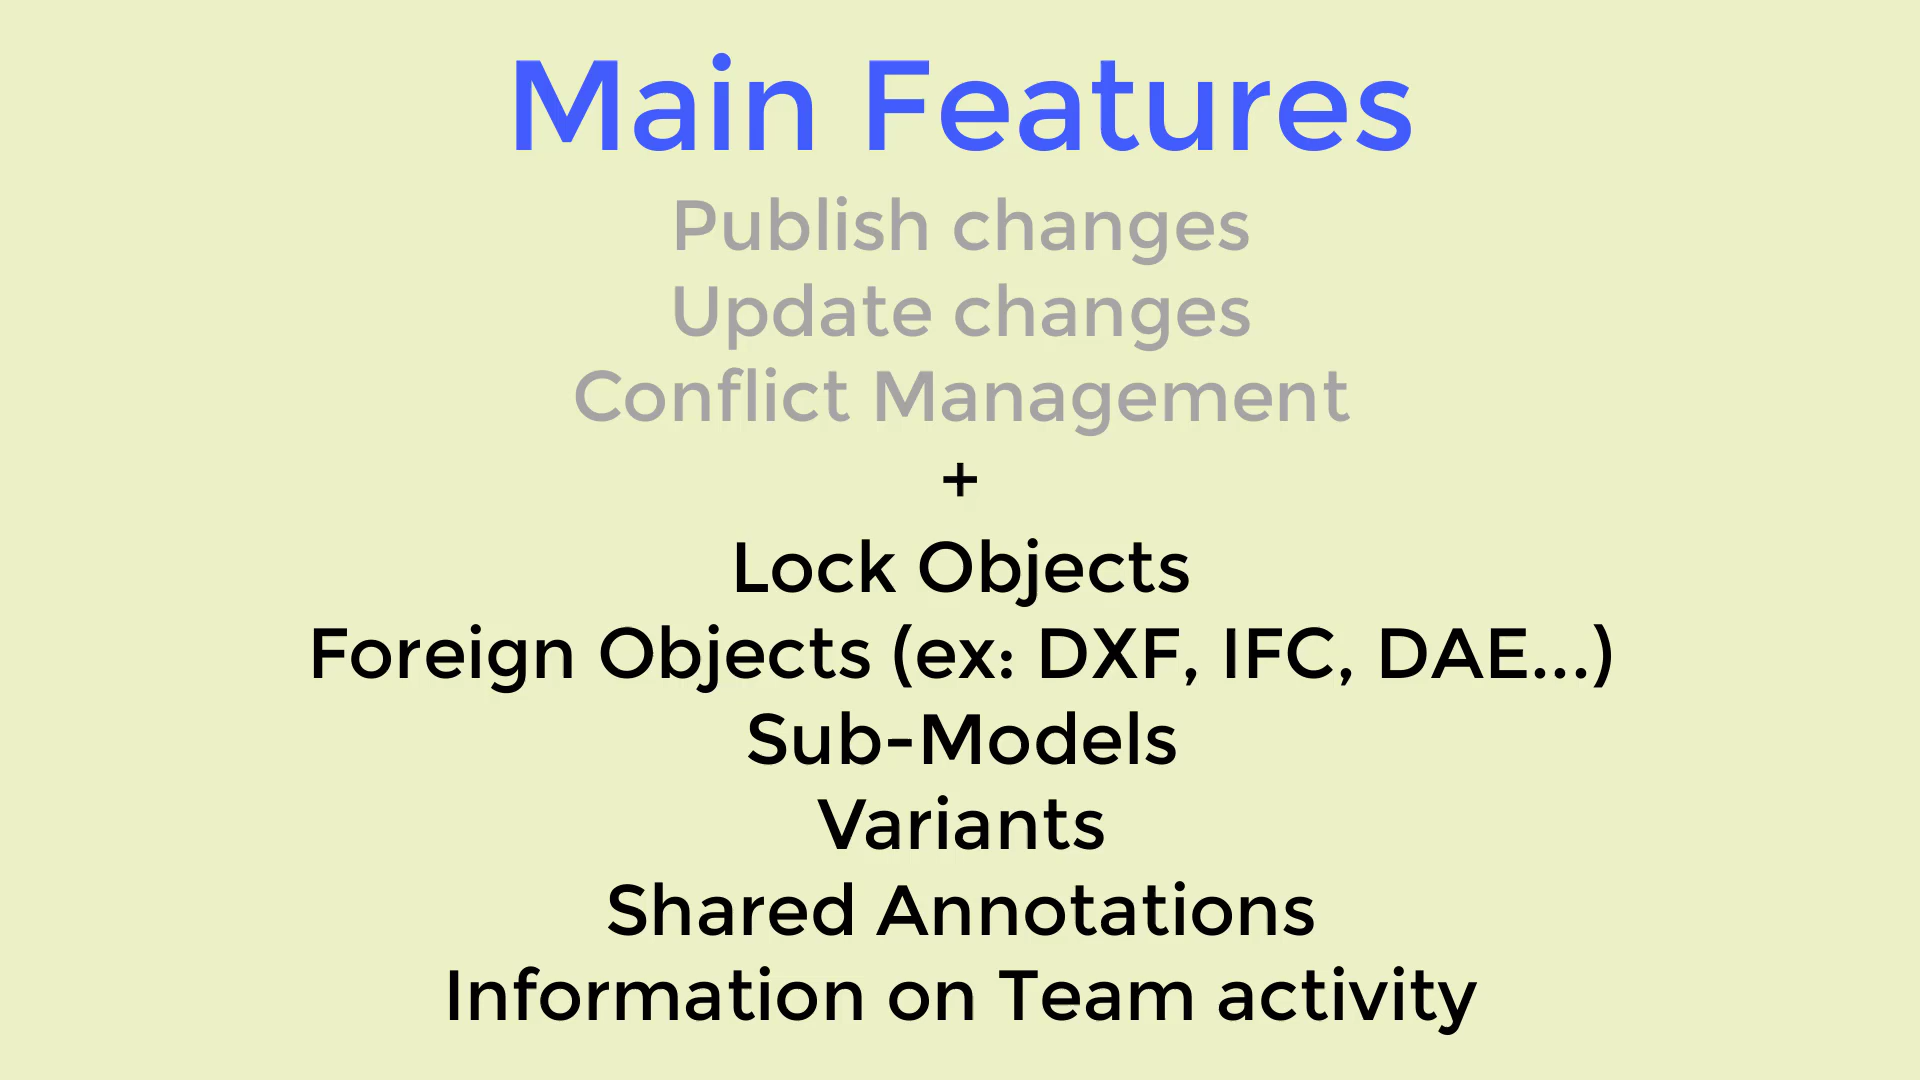 Main Features
Publish changes
Update changes
Conflict Management
+
Lock Objects
Foreign Objects (ex: DXF, IFC, DAE...)
Sub-Models
Variants
Shared Annotations
Information on Team activity